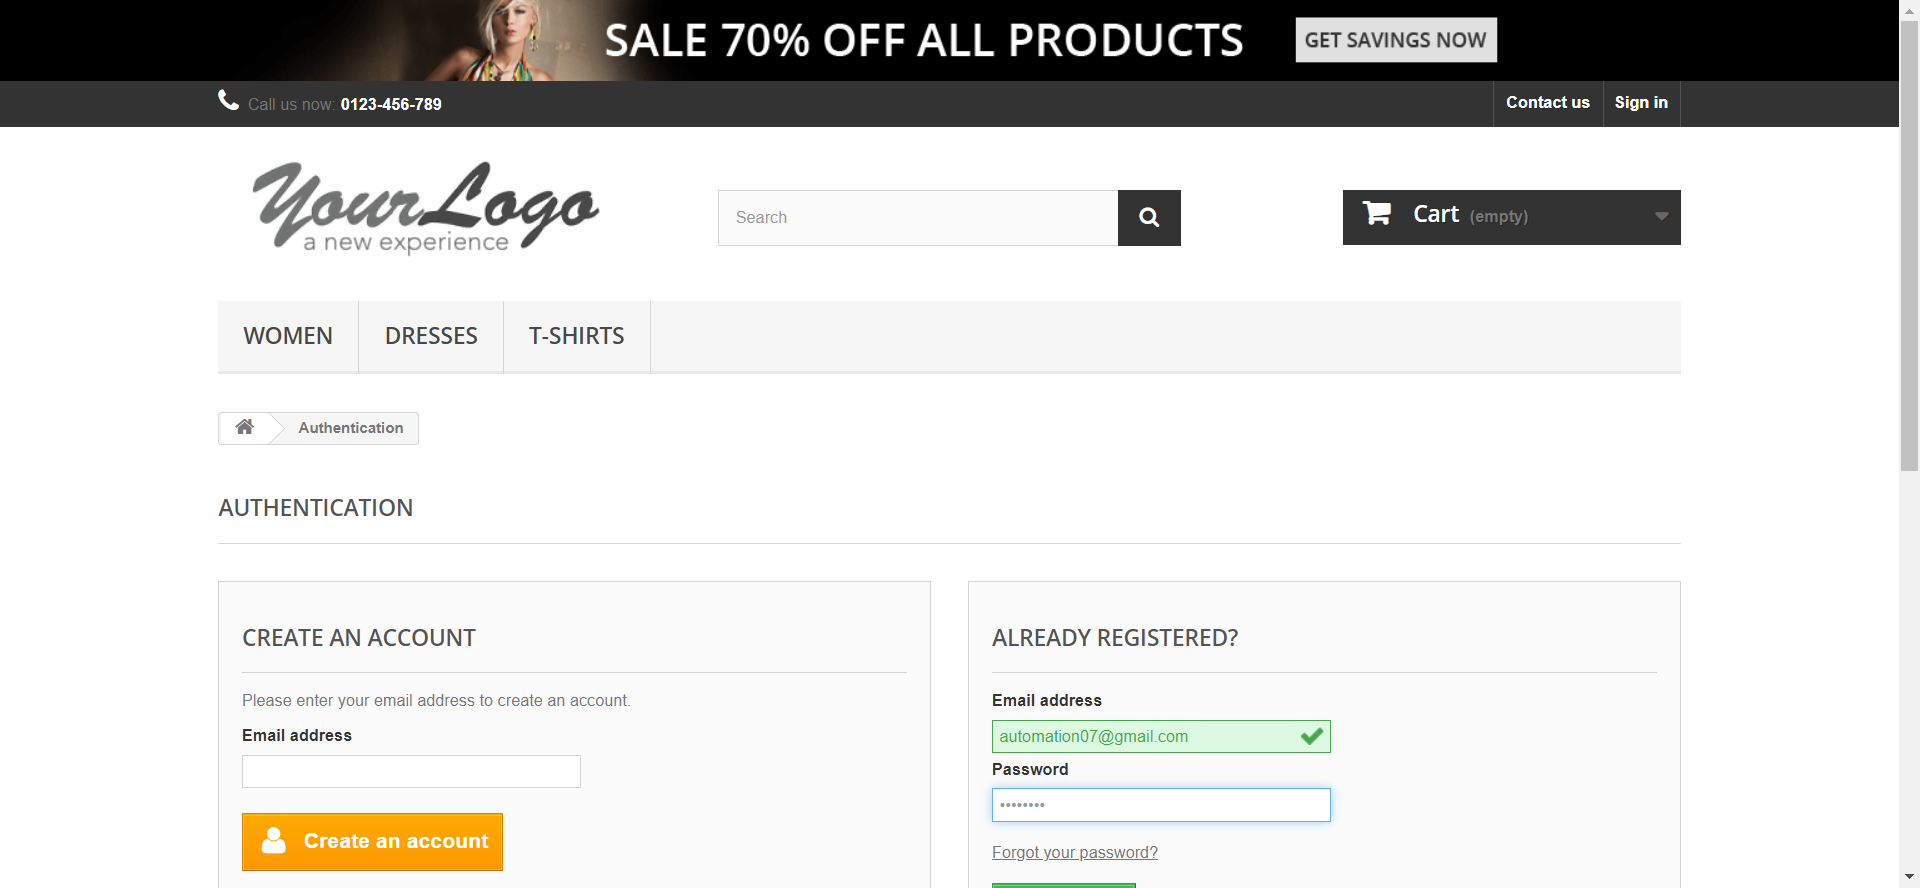 SALE 70% OFF ALL PRODUCTS
GET SAVINGS NOW
Call us now: 0123-456-789
Contact us
Sign in
Your Logo
a new experience
Search
Cart (empty)
WOMEN
DRESSES
T-SHIRTS
Authentication
AUTHENTICATION
CREATE AN ACCOUNT
Please enter your email address to create an account.
Email address
Create an account
ALREADY REGISTERED?
Email address
automation07@gmail.com
Password
••••••••
Forgot your password?